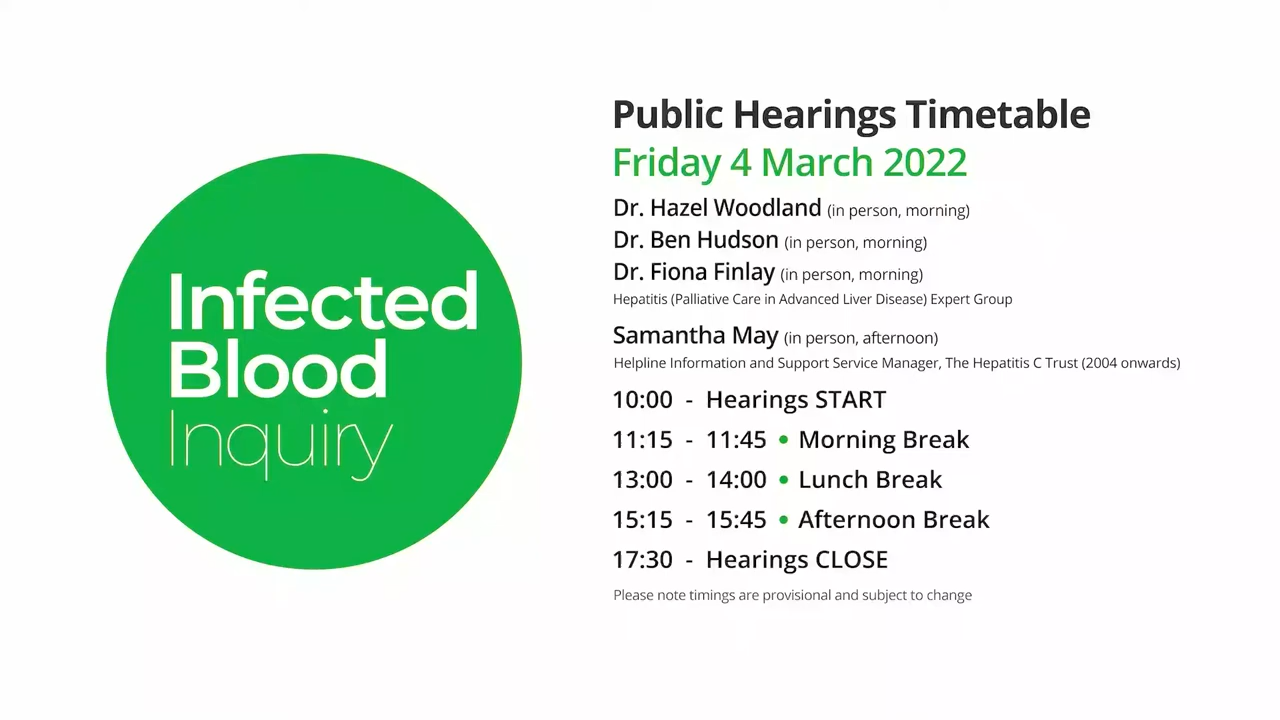 Infected
Blood
Inquiry
Public Hearings Timetable
Friday 4 March 2022
Dr. Hazel Woodland (in person, morning)
Dr. Ben Hudson (in person, morning)
Dr. Fiona Finlay (in person, morning)
Hepatitis (Palliative Care in Advanced Liver Disease) Expert Group
Samantha May (in person, afternoon)
Helpline Information and Support Service Manager, The Hepatitis C Trust (2004 onwards)
10:00 - Hearings START
11:15 - 11:45 • Morning Break
13:00 - 14:00 • Lunch Break
15:15 - 15:45 • Afternoon Break
17:30 - Hearings CLOSE
Please note timings are provisional and subject to change